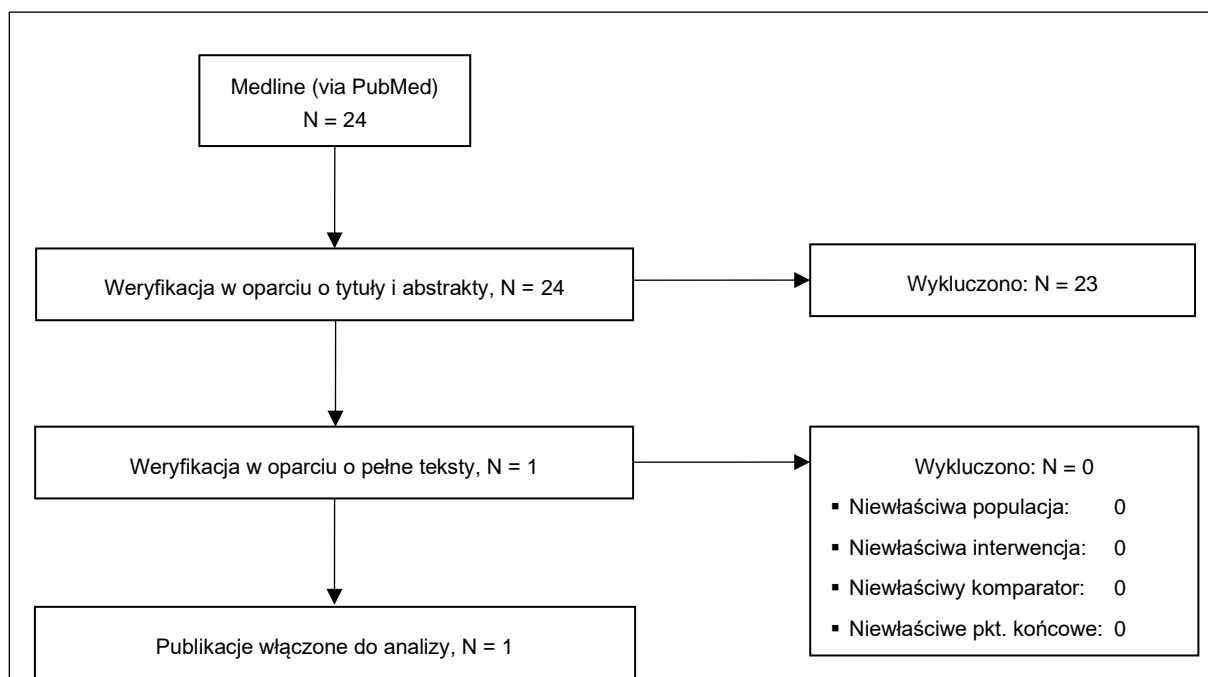 Medline (via PubMed)
N = 24
Weryfikacja w oparciu o tytuły i abstrakty, N = 24
Wykluczono: N = 23
Weryfikacja w oparciu o pełne teksty, N = 1
Wykluczono: N = 0
▪ Niewłaściwa populacja: 0
▪ Niewłaściwa interwencja: 0
▪ Niewłaściwy komparator: 0
▪ Niewłaściwe pkt. końcowe: 0
Publikacje włączone do analizy, N = 1